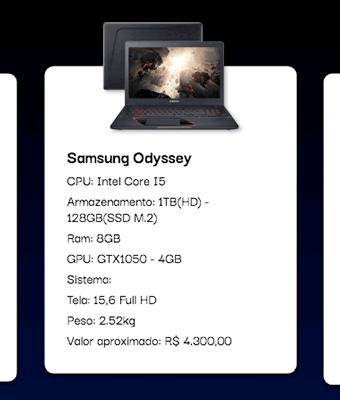 Samsung Odyssey
CPU: Intel Core I5
Armazenamento: 1TB(HD) -
128GB(SSD M.2)
Ram: 8GB
GPU: GTX1050 - 4GB
Sistema:
Tela: 15,6 Full HD
Peso: 2.52kg
Valor aproximado: R$ 4.300,00